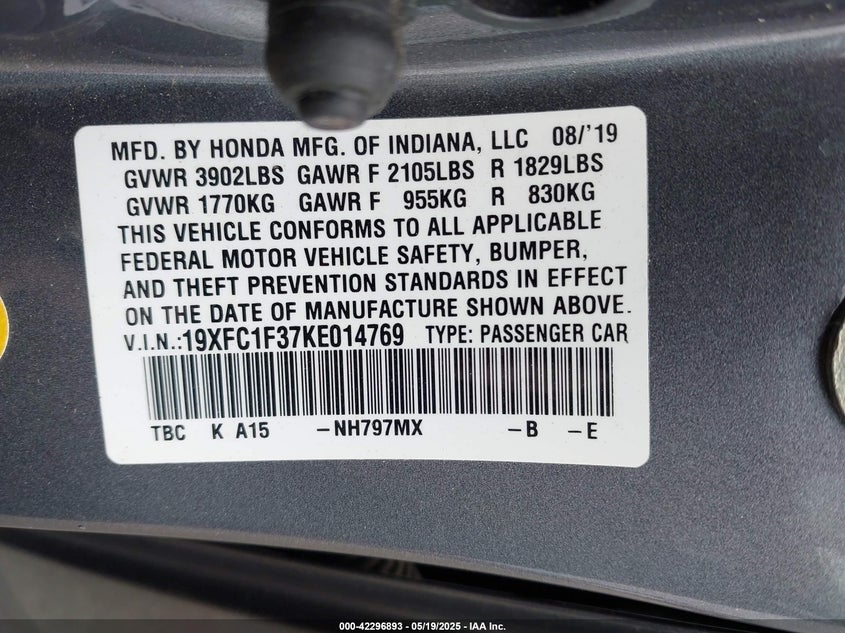 MFD. BY HONDA MFG. OF INDIANA, LLC 08/'19
GVWR 3902LBS GAWR F 2105LBS R 1829LBS
GVWR 1770KG GAWR F 955KG R 830KG
THIS VEHICLE CONFORMS TO ALL APPLICABLE
FEDERAL MOTOR VEHICLE SAFETY, BUMPER,
AND THEFT PREVENTION STANDARDS IN EFFECT
ON THE DATE OF MANUFACTURE SHOWN ABOVE.
V.I.N.:19XFC1F37KE014769 TYPE: PASSENGER CAR
TBC K A15 -NH797MX -B -E
000-42296893 / 05/19/2025 - IAA Inc.